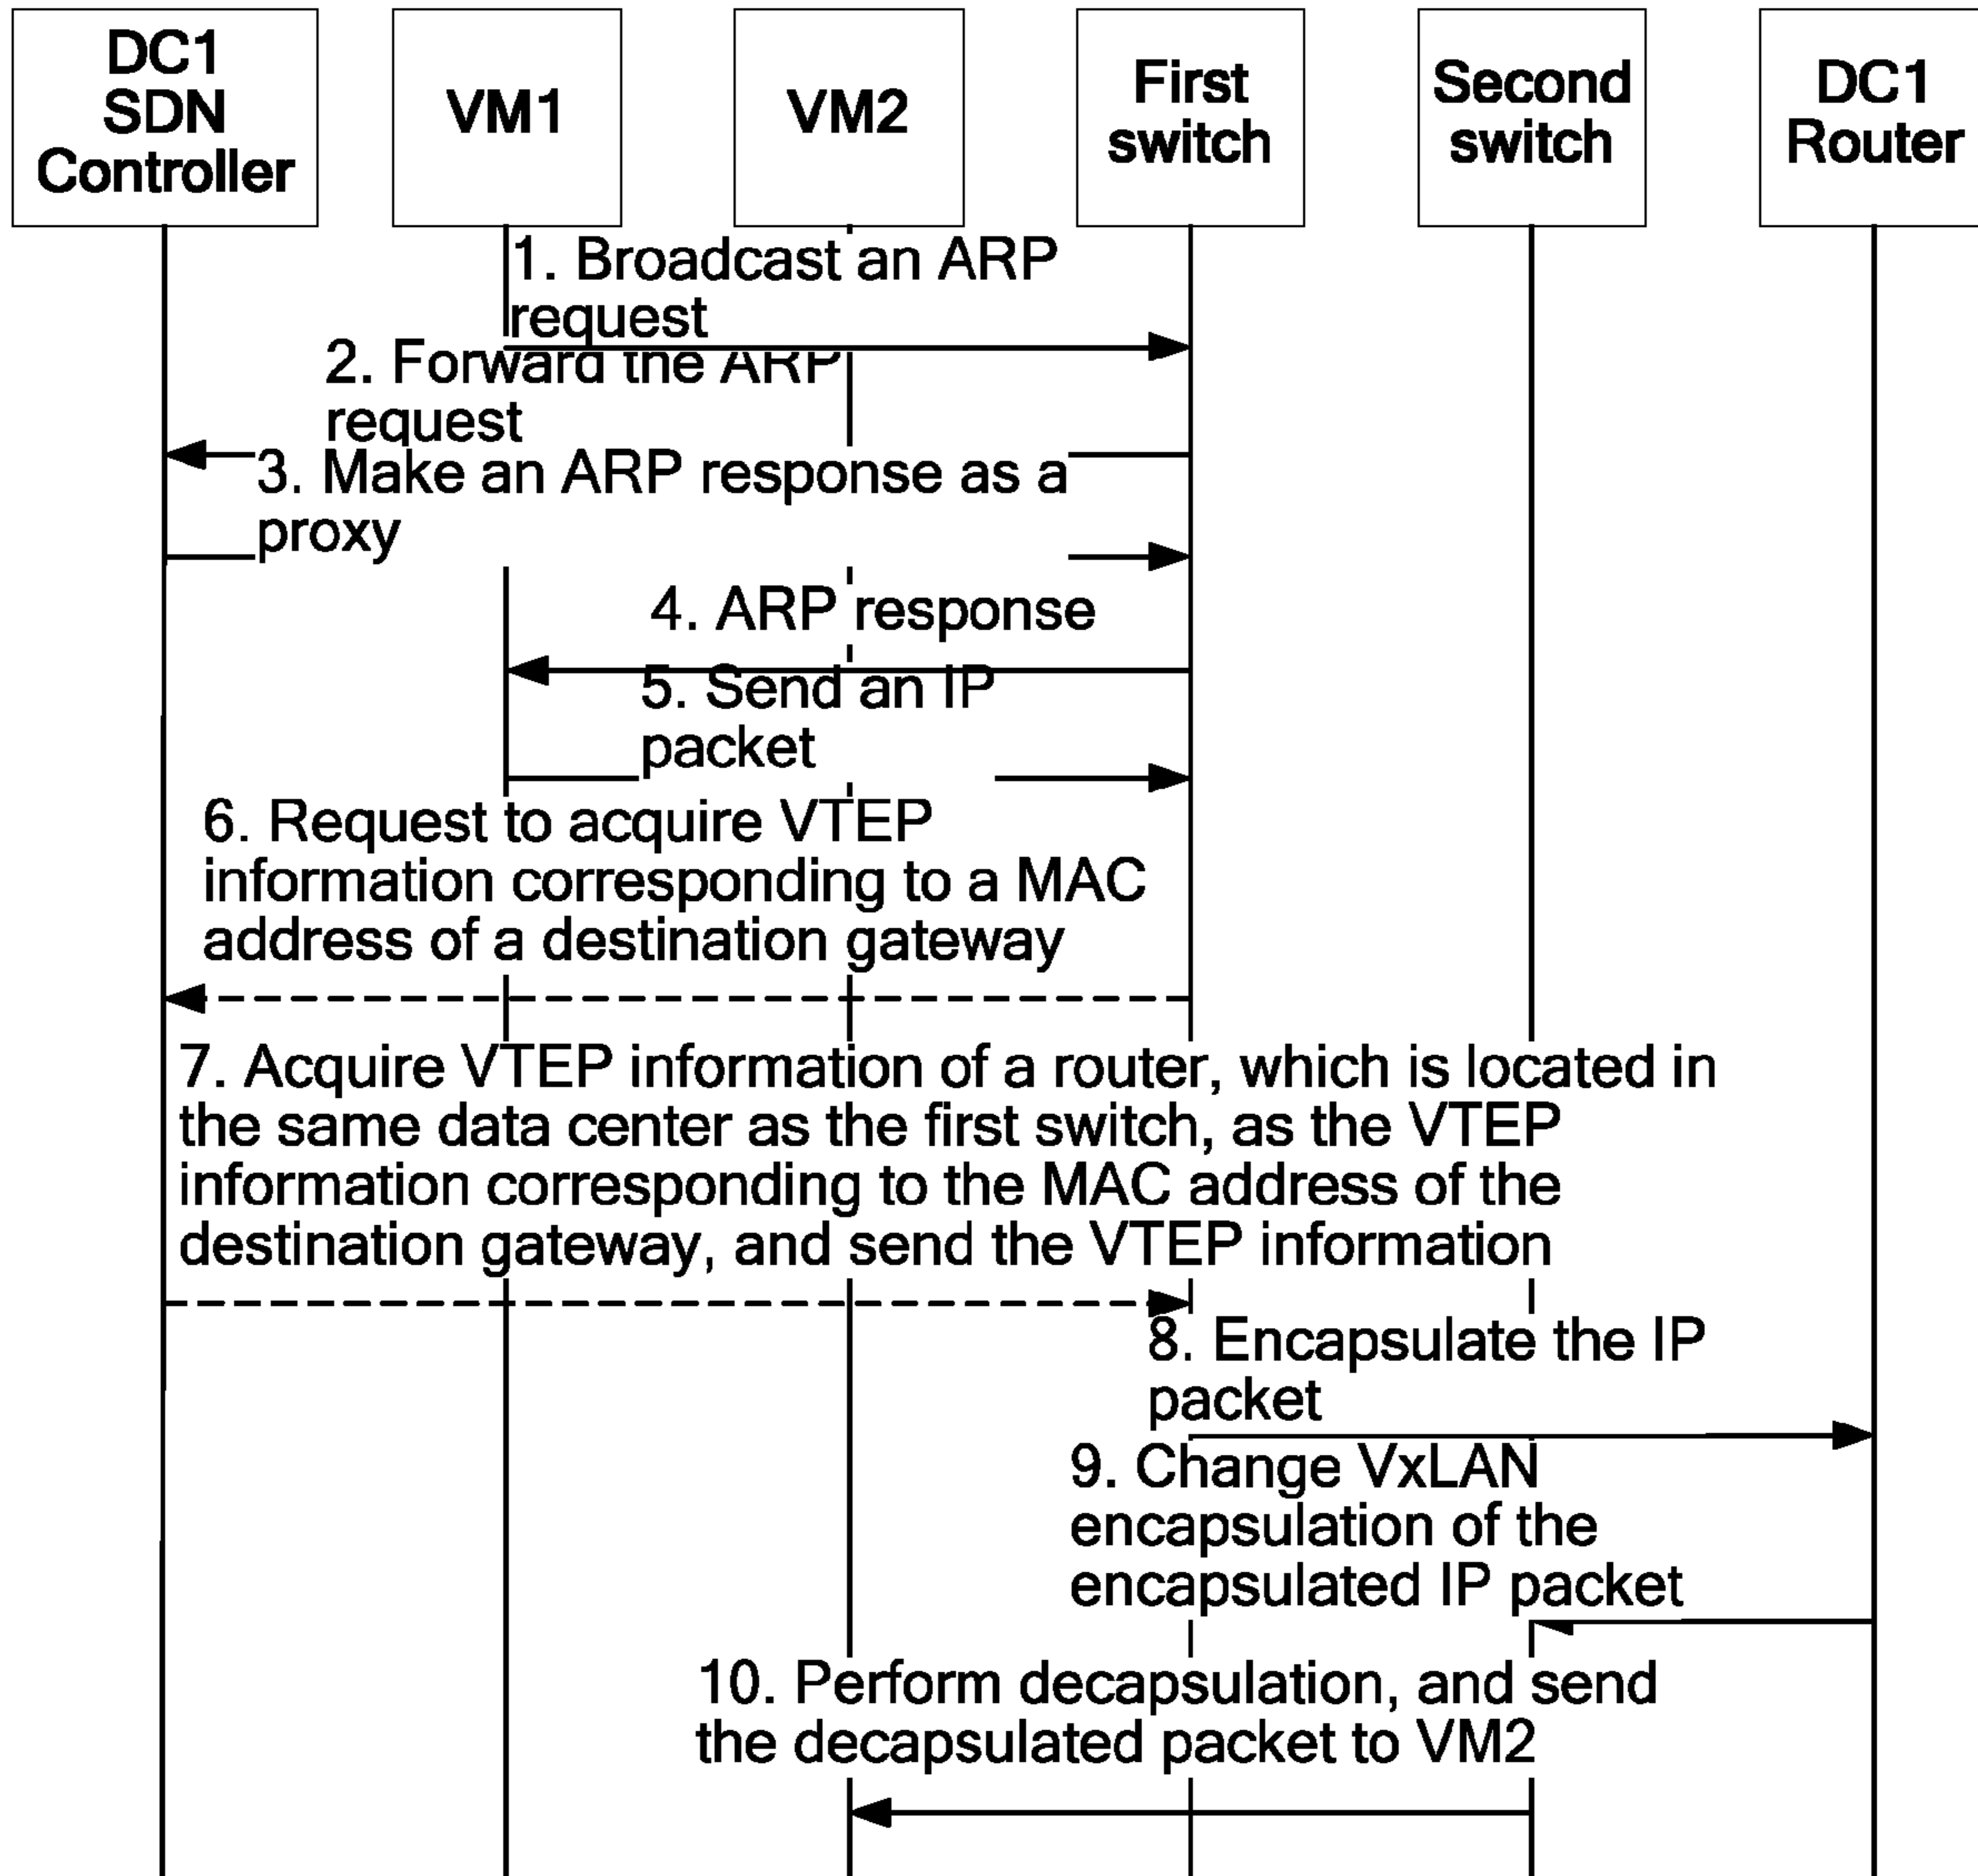 DC1
SDN
Controller
VM1
VM2
First
switch
Second
switch
DC1
Router
1. Broadcast an ARP
request
2. Forward the ARP
request
3. Make an ARP response as a
proxy
4. ARP response
5. Send an IP
packet
6. Request to acquire VTEP
information corresponding to a MAC
address of a destination gateway
7. Acquire VTEP information of a router, which is located in
the same data center as the first switch, as the VTEP
information corresponding to the MAC address of the
destination gateway, and send the VTEP information
8. Encapsulate the IP
packet
9. Change VxLAN
encapsulation of the
encapsulated IP packet
10. Perform decapsulation, and send
the decapsulated packet to VM2